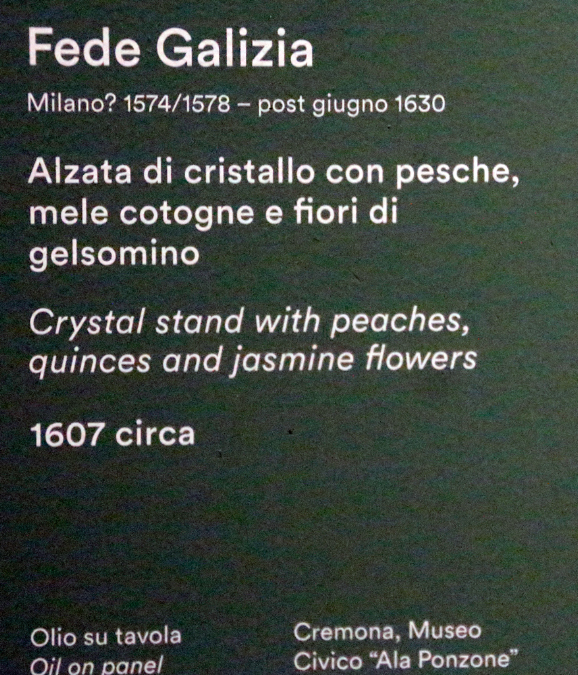 Fede Galizia
Milano? 1574/1578 – post giugno 1630
Alzata di cristallo con pesche,
mele cotogne e fiori di
gelsomino
Crystal stand with peaches,
quinces and jasmine flowers
1607 circa
Olio su tavola
Oil on panel
Cremona, Museo
Civico “Ala Ponzone”